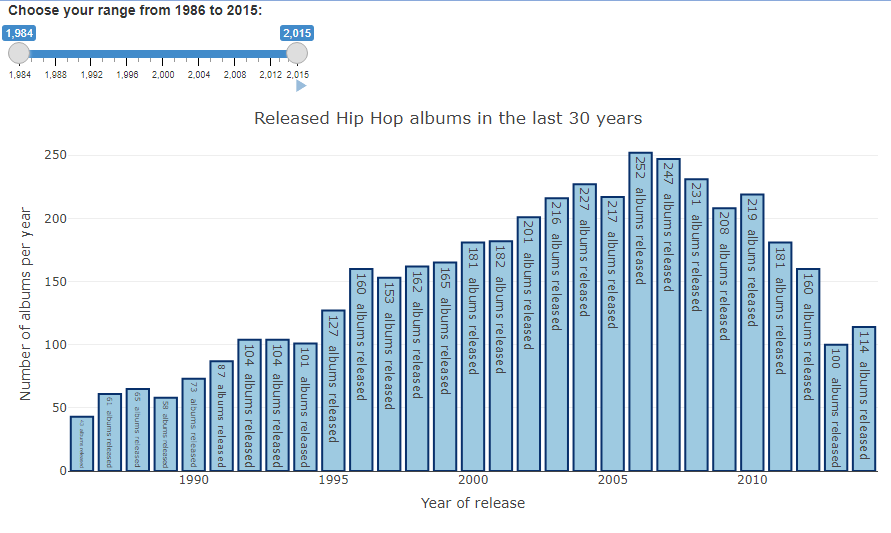 Choose your range from 1986 to 2015:
1,984 2,015
1,984 1,988 1,992 1,996 2,000 2,004 2,008 2,012 2,015
Released Hip Hop albums in the last 30 years
Number of albums per year
250
200
150
100
50
0
43 albums released
61 albums released
65 albums released
58 albums released
73 albums released
87 albums released
104 albums released
104 albums released
101 albums released
127 albums released
160 albums released
153 albums released
162 albums released
165 albums released
181 albums released
182 albums released
201 albums released
216 albums released
227 albums released
217 albums released
252 albums released
247 albums released
231 albums released
208 albums released
219 albums released
181 albums released
160 albums released
100 albums released
114 albums released
1990 1995 2000 2005 2010
Year of release